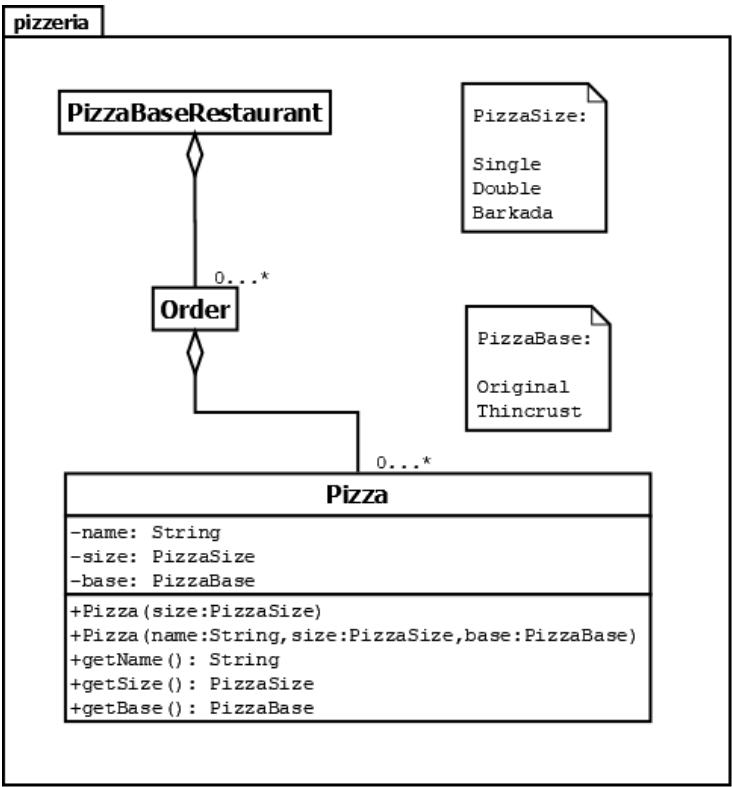 pizzeria
PizzaBaseRestaurant
PizzaSize:
Single
Double
Barkada
0...*
Order
PizzaBase:
Original
Thincrust
0...*
Pizza
-name: String
-size: PizzaSize
-base: PizzaBase
+Pizza(size:PizzaSize)
+Pizza(name:String,size:PizzaSize,base:PizzaBase)
+getName(): String
+getSize(): PizzaSize
+getBase(): PizzaBase